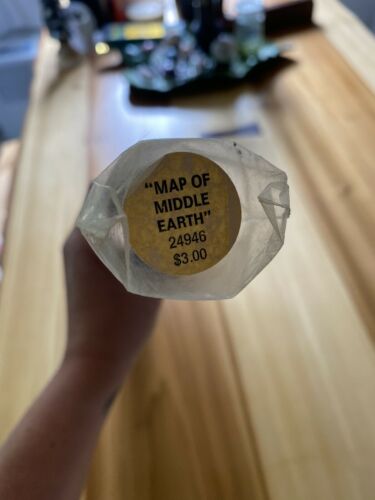 "MAP OF
MIDDLE
EARTH"
24946
$3.00